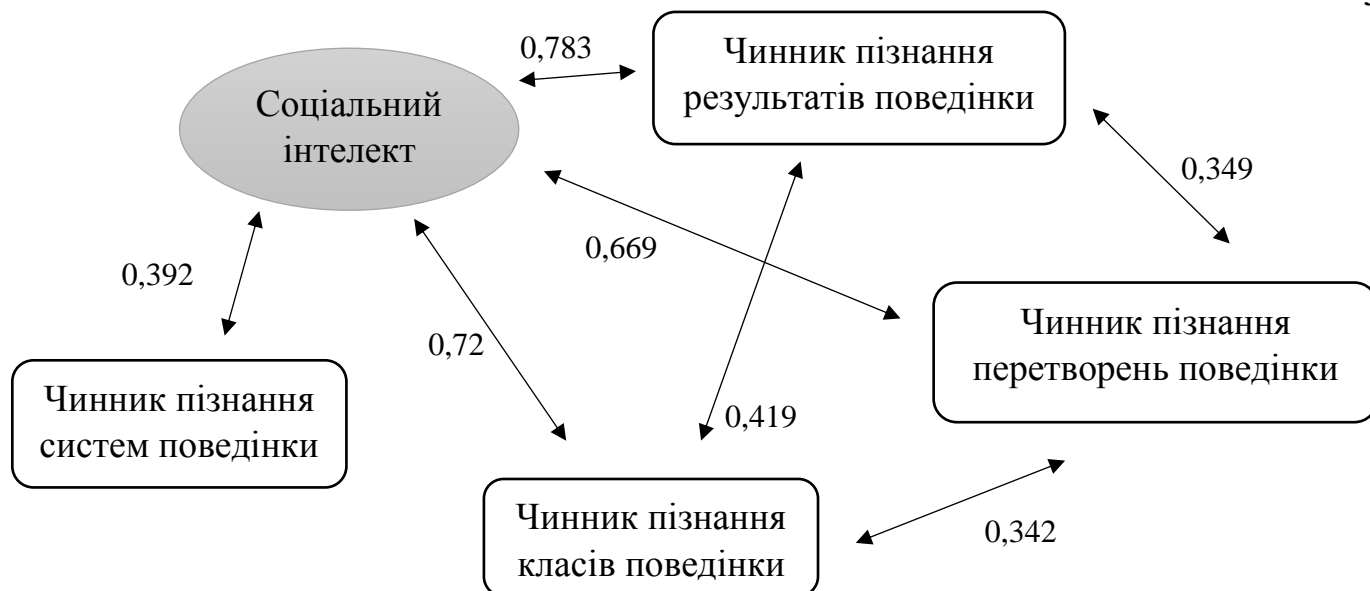 0,783
Чинник пізнання
результатів поведінки
Соціальний
інтелект
0,349
0,669
0,392
0,72
Чинник пізнання
перетворень поведінки
Чинник пізнання
систем поведінки
0,419
Чинник пізнання
класів поведінки
0,342